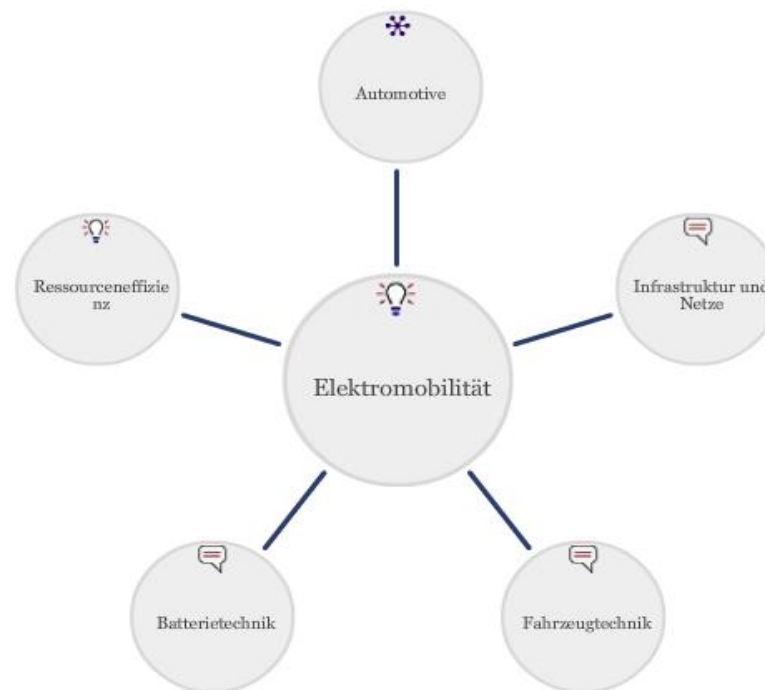 Automotive
Ressourceneffizie
nz
Infrastruktur und
Netze
Elektromobilität
Batterietechnik
Fahrzeugtechnik